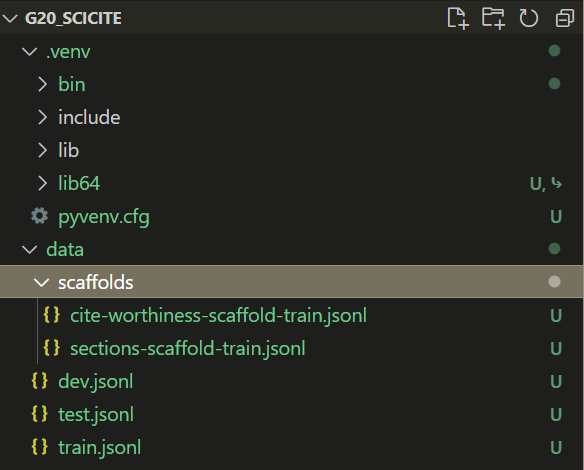 G20_SCICITE
.venv
bin
include
lib
lib64 U,
pyvenv.cfg U
data
scaffolds
{} cite-worthiness-scaffold-train.jsonl U
{} sections-scaffold-train.jsonl U
{} dev.jsonl U
{} test.jsonl U
{} train.jsonl U